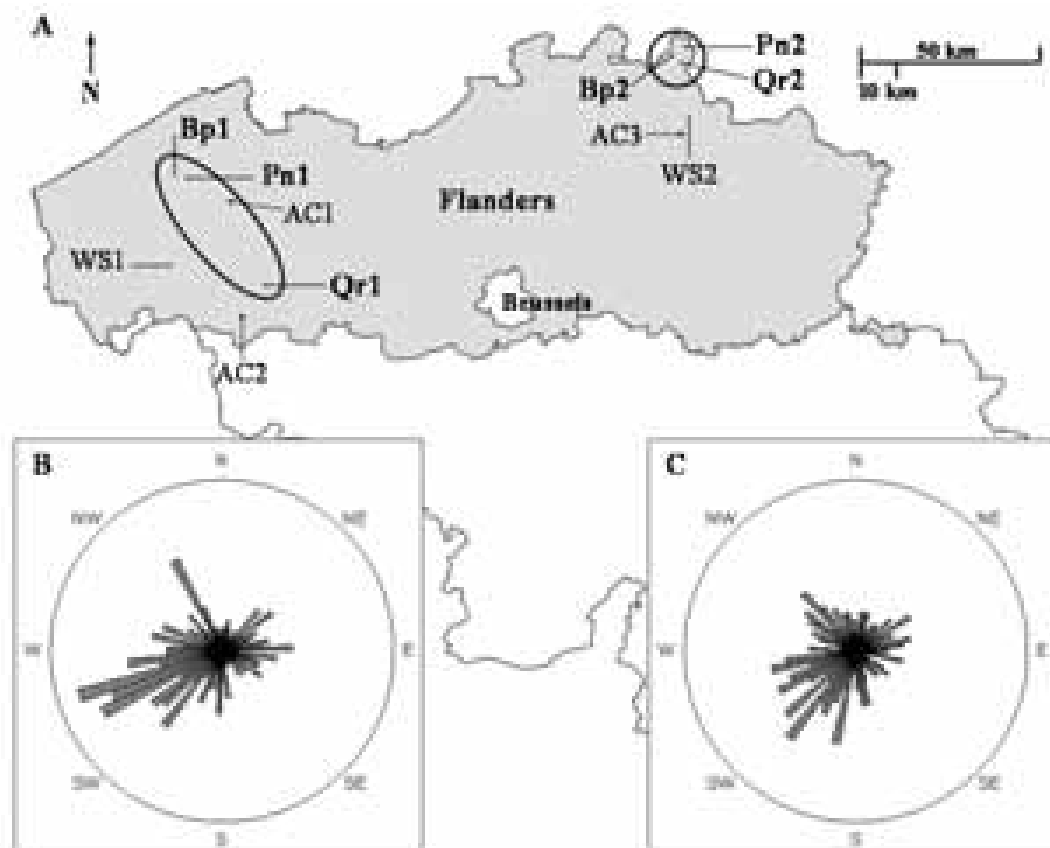 A
N
Bp1
Pn1
AC1
WS1
Qr1
AC2
Flanders
Brussels
Pn2
Bp2
Qr2
AC3
WS2
50 km
10 km
B
N
NW
NE
W
E
SW
SE
S
C
N
NW
NE
W
E
SW
SE
S